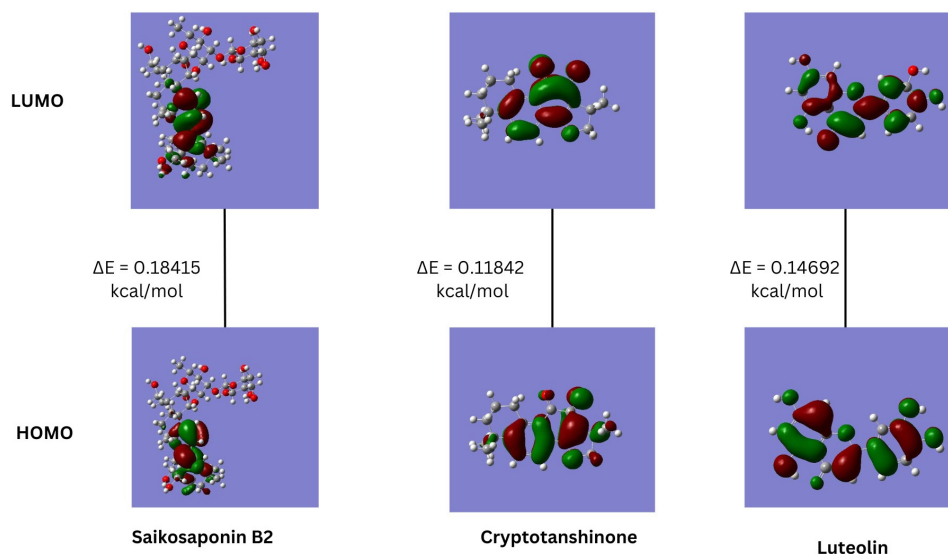 LUMO
ΔE = 0.18415
kcal/mol
ΔE = 0.11842
kcal/mol
ΔE = 0.14692
kcal/mol
HOMO
Saikosaponin B2
Cryptotanshinone
Luteolin